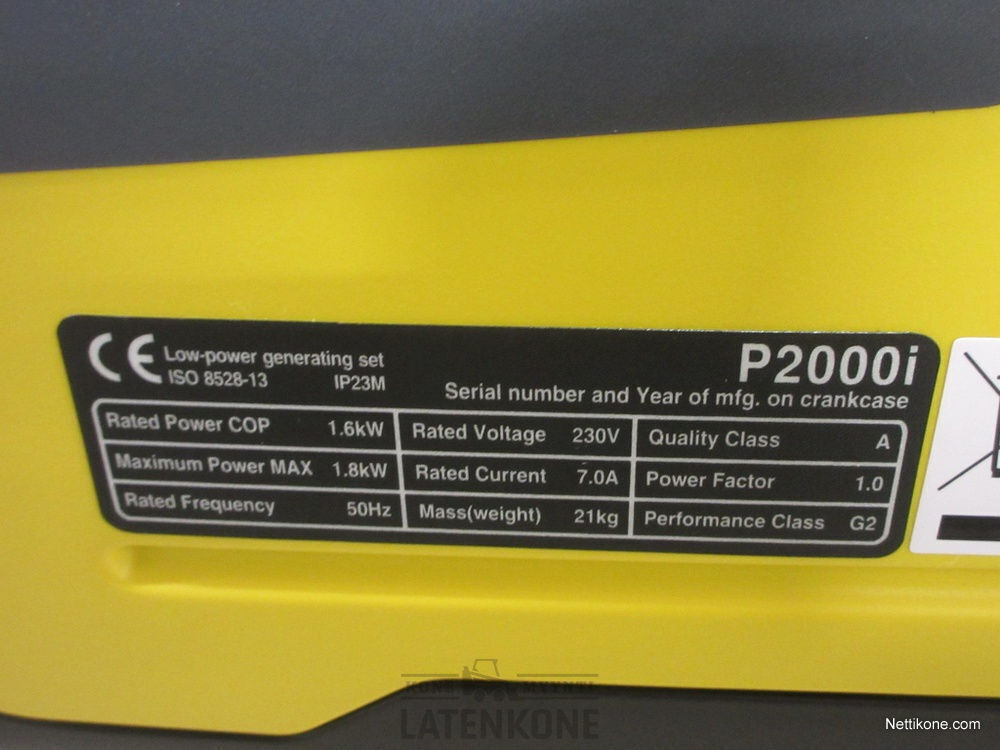 CE Low-power generating set
ISO 8528-13 IP23M
P2000i
Serial number and Year of mfg. on crankcase
Rated Power COP 1.6kW Rated Voltage 230V Quality Class A
Maximum Power MAX 1.8kW Rated Current 7.0A Power Factor 1.0
Rated Frequency 50Hz Mass(weight) 21kg Performance Class G2
KONE MYYNTI
LATENKONE
Nettikone.com